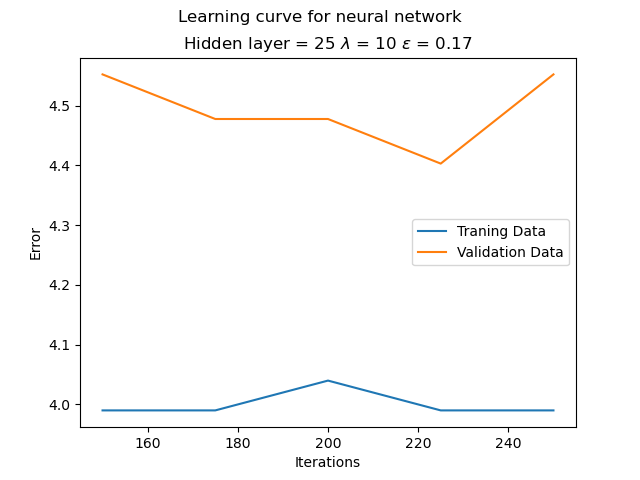 Learning curve for neural network
Hidden layer = 25 λ = 10 ε = 0.17
4.5
4.4
4.3
4.2
4.1
4.0
Error
Traning Data
Validation Data
160 180 200 220 240
Iterations